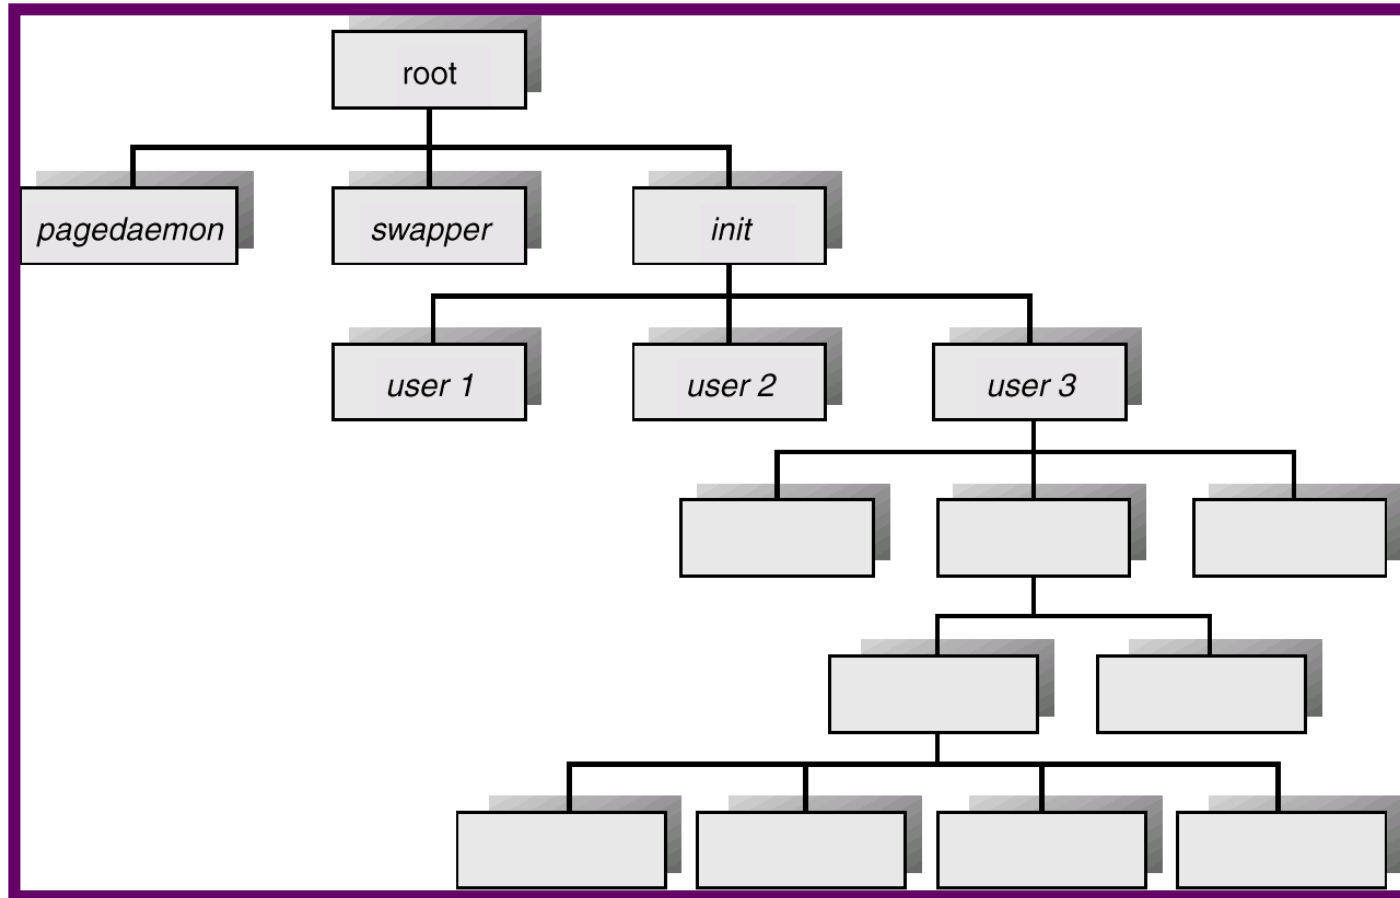 root
pagedaemon
swapper
init
user 1
user 2
user 3